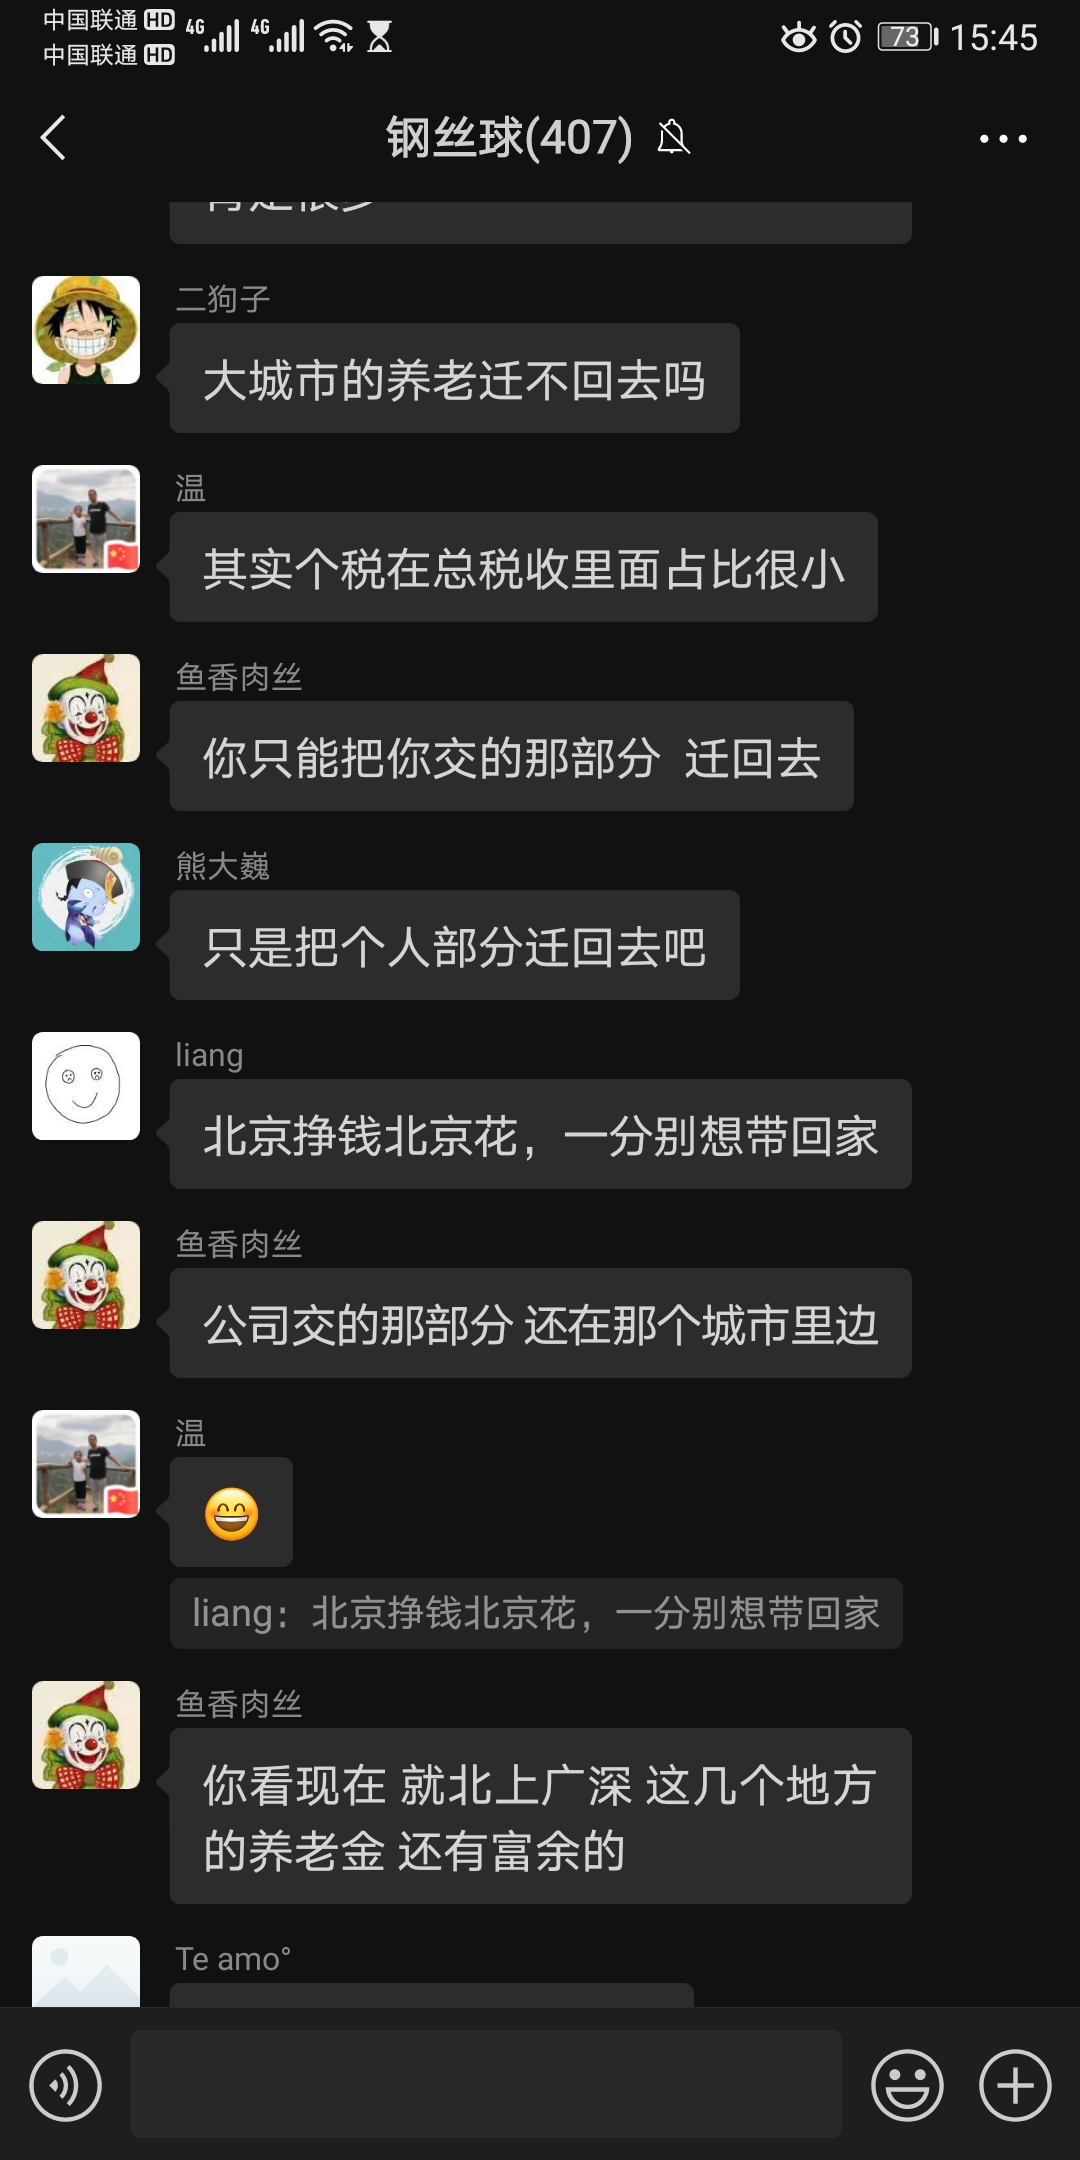 中国联通 HD 4G 4G 73 15:45
中国联通 HD
钢丝球(407)
二狗子
大城市的养老迁不回去吗
温
其实个税在总税收里面占比很小
鱼香肉丝
你只能把你交的那部分 迁回去
熊大巍
只是把个人部分迁回去吧
liang
北京挣钱北京花，一分别想带回家
鱼香肉丝
公司交的那部分 还在那个城市里边
温
😄
liang：北京挣钱北京花，一分别想带回家
鱼香肉丝
你看现在 就北上广深 这几个地方
的养老金 还有富余的
Te amo°